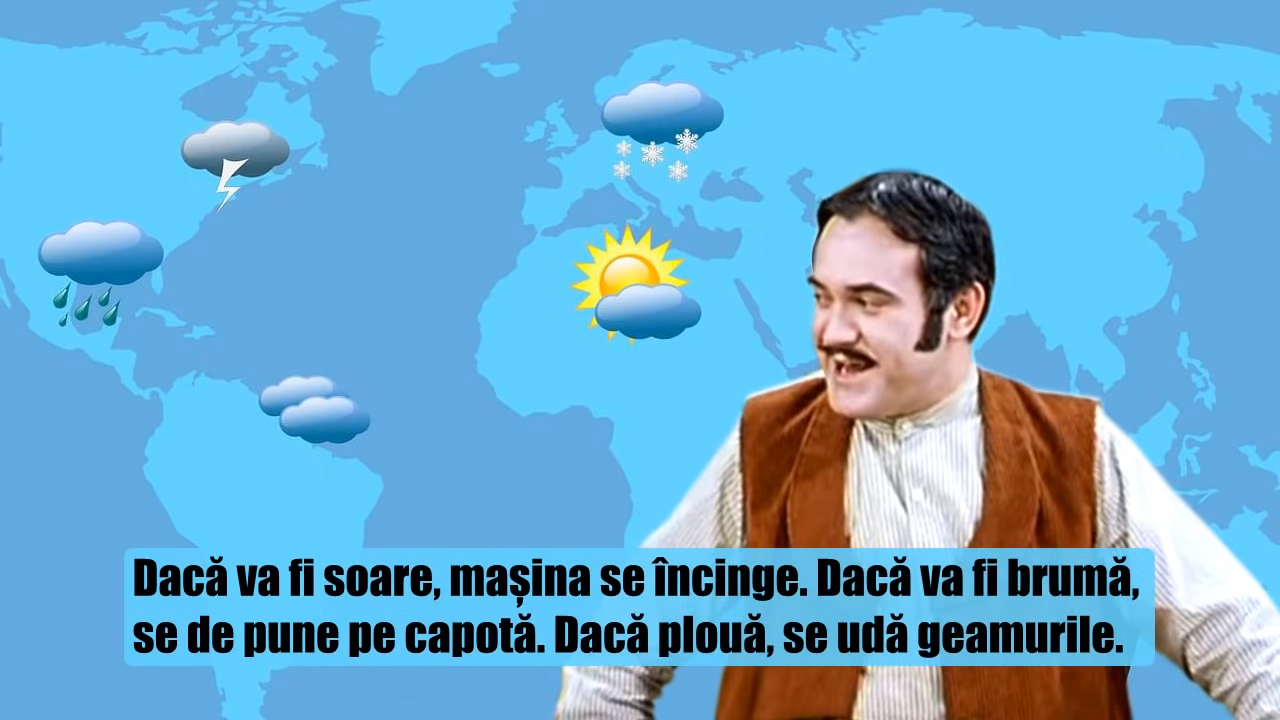 Dacă va fi soare, mașina se încinge. Dacă va fi brumă,
se de pune pe capotă. Dacă plouă, se udă geamurile.